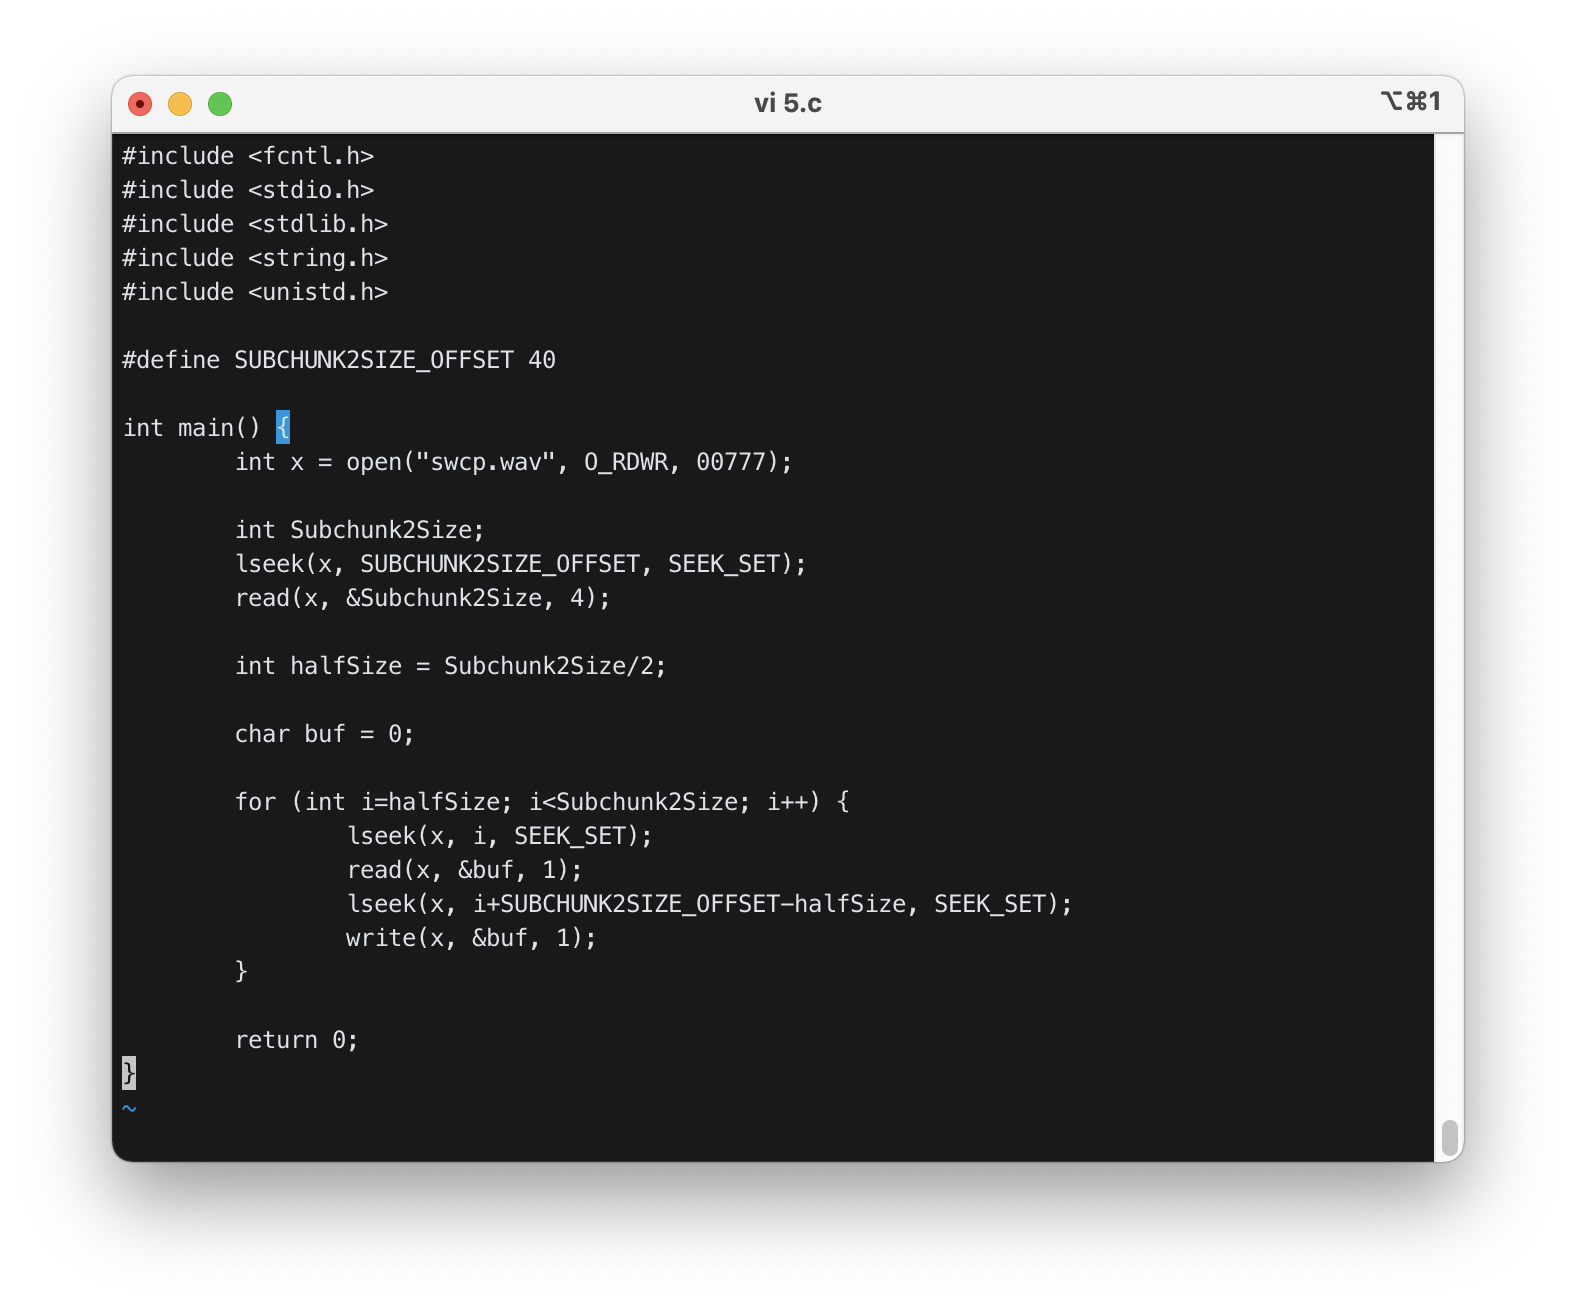 vi 5.c
⌥⌘1
#include <fcntl.h>
#include <stdio.h>
#include <stdlib.h>
#include <string.h>
#include <unistd.h>

#define SUBCHUNK2SIZE_OFFSET 40

int main() {
        int x = open("swcp.wav", O_RDWR, 00777);

        int Subchunk2Size;
        lseek(x, SUBCHUNK2SIZE_OFFSET, SEEK_SET);
        read(x, &Subchunk2Size, 4);

        int halfSize = Subchunk2Size/2;

        char buf = 0;

        for (int i=halfSize; i<Subchunk2Size; i++) {
                lseek(x, i, SEEK_SET);
                read(x, &buf, 1);
                lseek(x, i+SUBCHUNK2SIZE_OFFSET-halfSize, SEEK_SET);
                write(x, &buf, 1);
        }

        return 0;
}
~